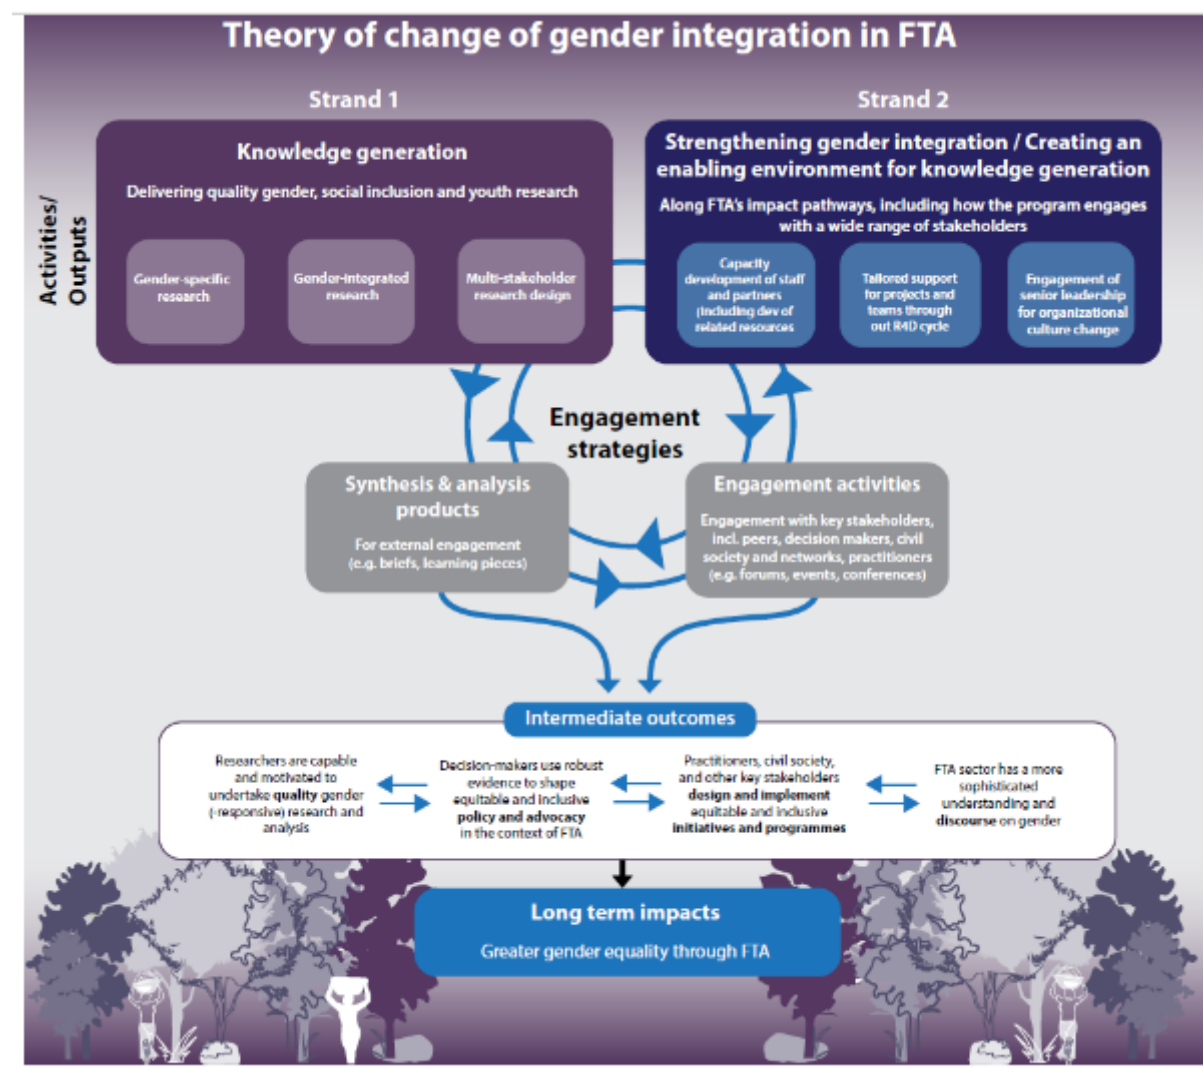 Theory of change of gender integration in FTA
Strand 1
Strand 2
Activities/
Outputs
Knowledge generation
Delivering quality gender, social inclusion and youth research
Gender-specific
research
Gender-integrated
research
Multi-stakeholder
research design
Strengthening gender integration / Creating an
enabling environment for knowledge generation
Along FTA's impact pathways, including how the program engages
with a wide range of stakeholders
Capacity
development of staff
and partners
(including dev of
related resources
Tailored support
for projects and
teams through
out R4D cycle
Engagement of
senior leadership
for organizational
culture change
Engagement
strategies
Synthesis & analysis
products
For external engagement
(e.g. briefs, learning pieces)
Engagement activities
Engagement with key stakeholders,
incl. peers, decision makers, civil
society and networks, practitioners
(e.g. forums, events, conferences)
Intermediate outcomes
Researchers are capable
and motivated to
undertake quality gender
(-responsive) research and
analysis
Decision-makers use robust
evidence to shape
equitable and inclusive
policy and advocacy
in the context of FTA
Practitioners, civil society,
and other key stakeholders
design and implement
equitable and inclusive
initiatives and programmes
FTA sector has a more
sophisticated
understanding and
discourse on gender
Long term impacts
Greater gender equality through FTA